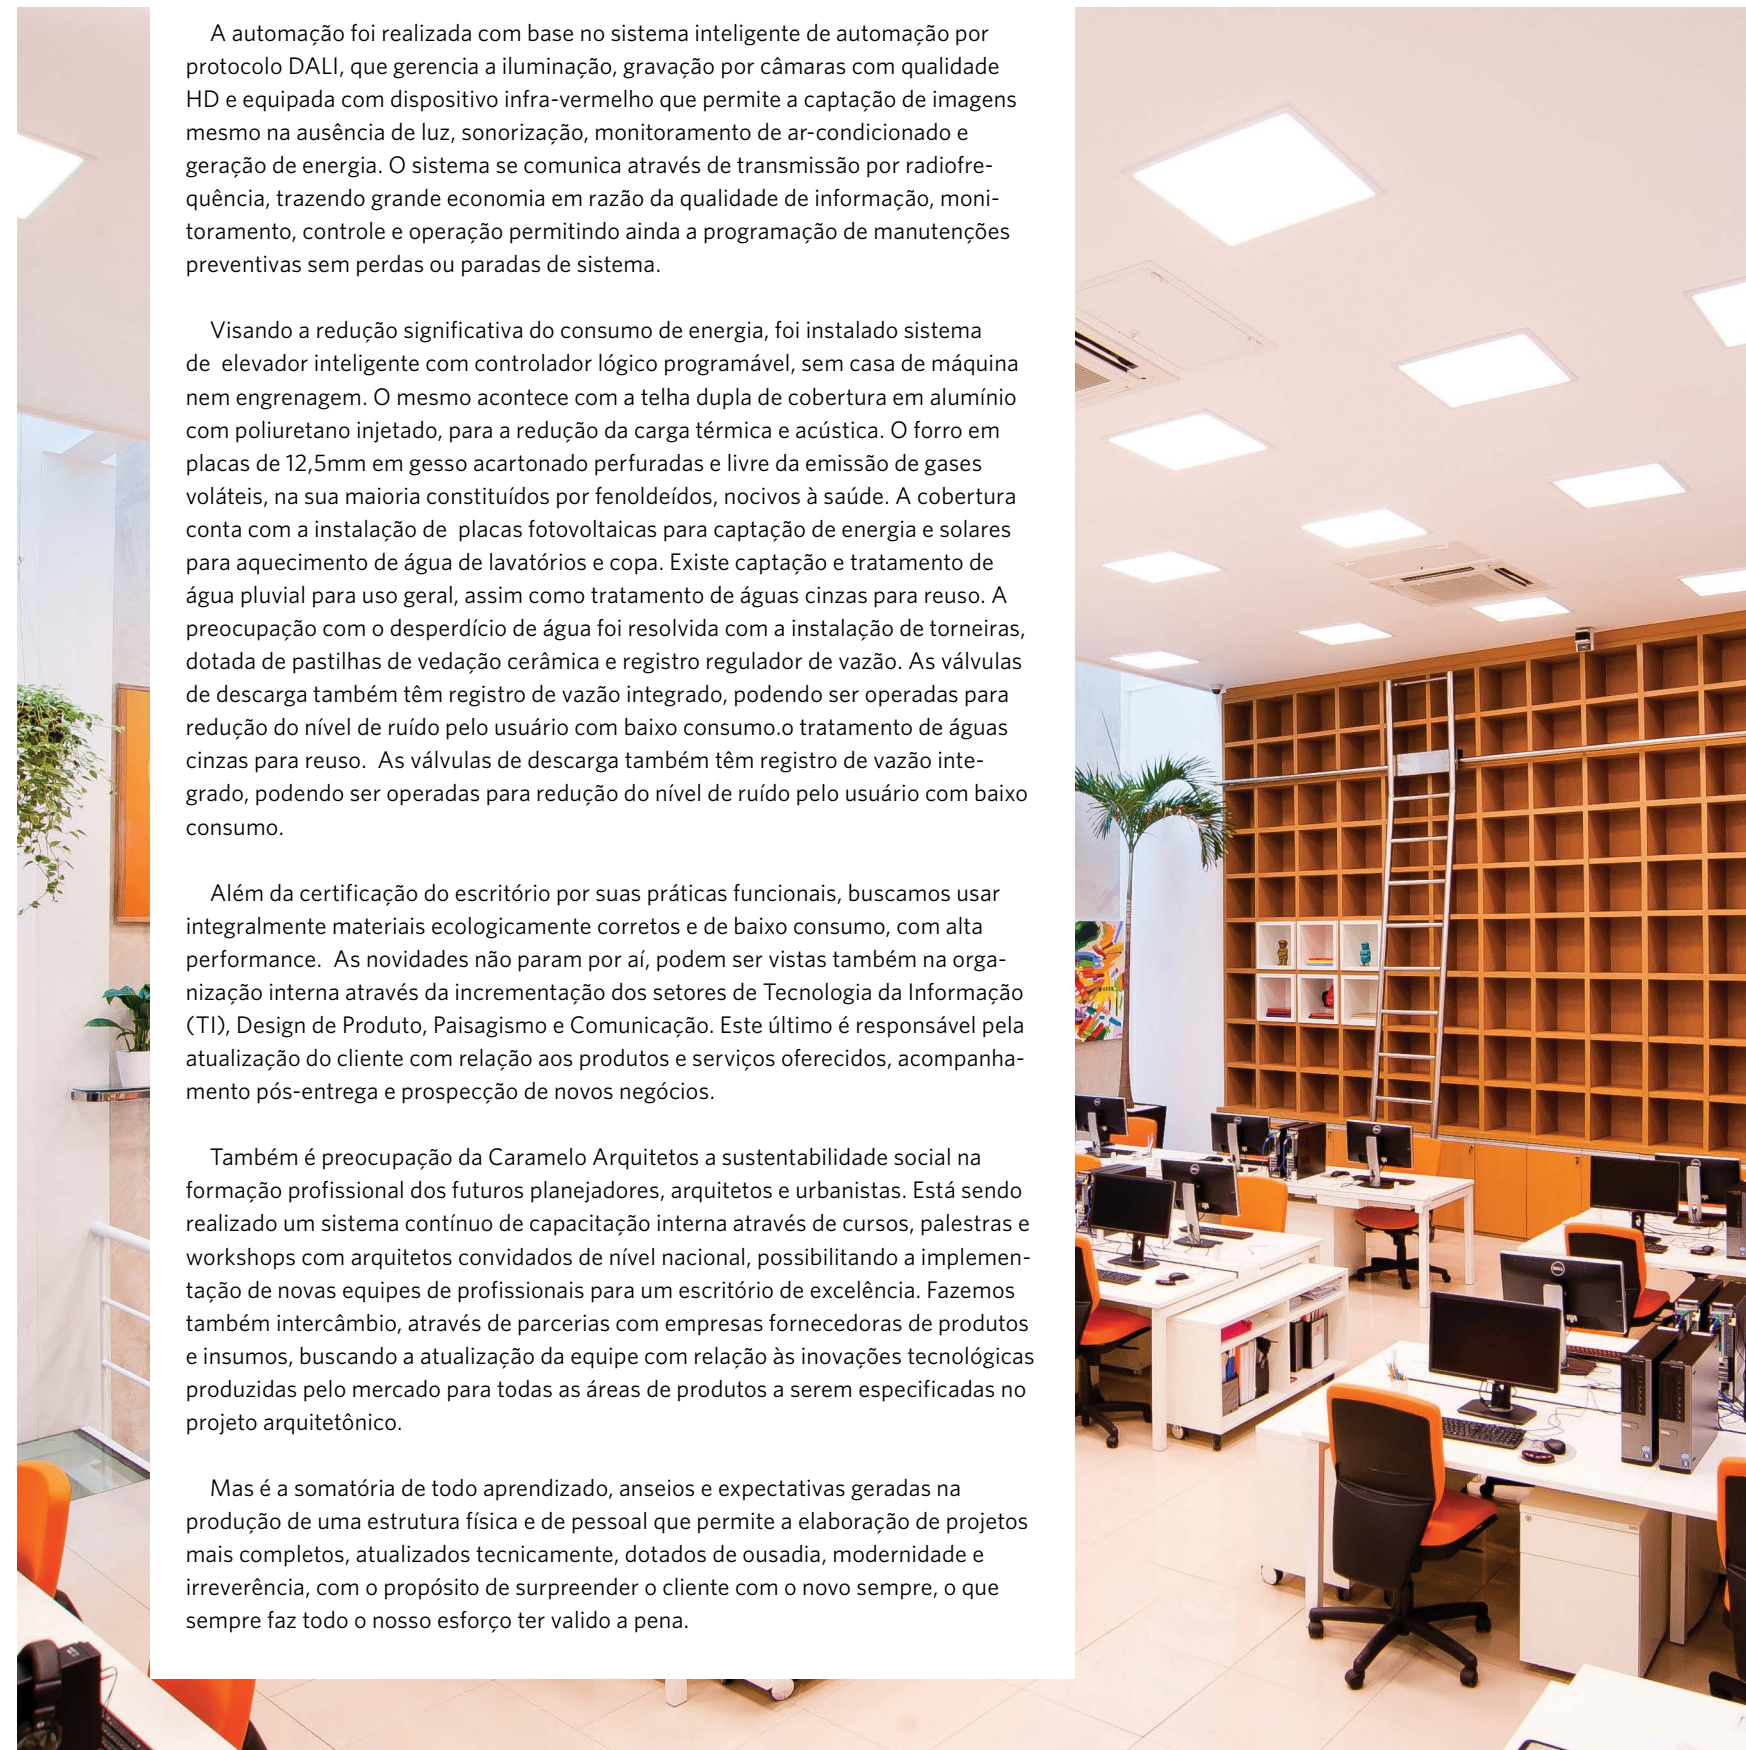 A automação foi realizada com base no sistema inteligente de automação por
protocolo DALI, que gerencia a iluminação, gravação por câmaras com qualidade
HD e equipada com dispositivo infra-vermelho que permite a captação de imagens
mesmo na ausência de luz, sonorização, monitoramento de ar-condicionado e
geração de energia. O sistema se comunica através de transmissão por radiofre-
quência, trazendo grande economia em razão da qualidade de informação, moni-
toramento, controle e operação permitindo ainda a programação de manutenções
preventivas sem perdas ou paradas de sistema.
Visando a redução significativa do consumo de energia, foi instalado sistema
de  elevador inteligente com controlador lógico programável, sem casa de máquina
nem engrenagem. O mesmo acontece com a telha dupla de cobertura em alumínio
com poliuretano injetado, para a redução da carga térmica e acústica. O forro em
placas de 12,5mm em gesso acartonado perfuradas e livre da emissão de gases
voláteis, na sua maioria constituídos por fenoldeídos, nocivos à saúde. A cobertura
conta com a instalação de  placas fotovoltaicas para captação de energia e solares
para aquecimento de água de lavatórios e copa. Existe captação e tratamento de
água pluvial para uso geral, assim como tratamento de águas cinzas para reuso. A
preocupação com o desperdício de água foi resolvida com a instalação de torneiras,
dotada de pastilhas de vedação cerâmica e registro regulador de vazão. As válvulas
de descarga também têm registro de vazão integrado, podendo ser operadas para
redução do nível de ruído pelo usuário com baixo consumo.o tratamento de águas
cinzas para reuso.  As válvulas de descarga também têm registro de vazão inte-
grado, podendo ser operadas para redução do nível de ruído pelo usuário com baixo
consumo.
Além da certificação do escritório por suas práticas funcionais, buscamos usar
integralmente materiais ecologicamente corretos e de baixo consumo, com alta
performance.  As novidades não param por aí, podem ser vistas também na orga-
nização interna através da incrementação dos setores de Tecnologia da Informação
(TI), Design de Produto, Paisagismo e Comunicação. Este último é responsável pela
atualização do cliente com relação aos produtos e serviços oferecidos, acompanha-
mento pós-entrega e prospecção de novos negócios.
Também é preocupação da Caramelo Arquitetos a sustentabilidade social na
formação profissional dos futuros planejadores, arquitetos e urbanistas. Está sendo
realizado um sistema contínuo de capacitação interna através de cursos, palestras e
workshops com arquitetos convidados de nível nacional, possibilitando a implemen-
tação de novas equipes de profissionais para um escritório de excelência. Fazemos
também intercâmbio, através de parcerias com empresas fornecedoras de produtos
e insumos, buscando a atualização da equipe com relação às inovações tecnológicas
produzidas pelo mercado para todas as áreas de produtos a serem especificadas no
projeto arquitetônico.
Mas é a somatória de todo aprendizado, anseios e expectativas geradas na
produção de uma estrutura física e de pessoal que permite a elaboração de projetos
mais completos, atualizados tecnicamente, dotados de ousadia, modernidade e
irreverência, com o propósito de surpreender o cliente com o novo sempre, o que
sempre faz todo o nosso esforço ter valido a pena.